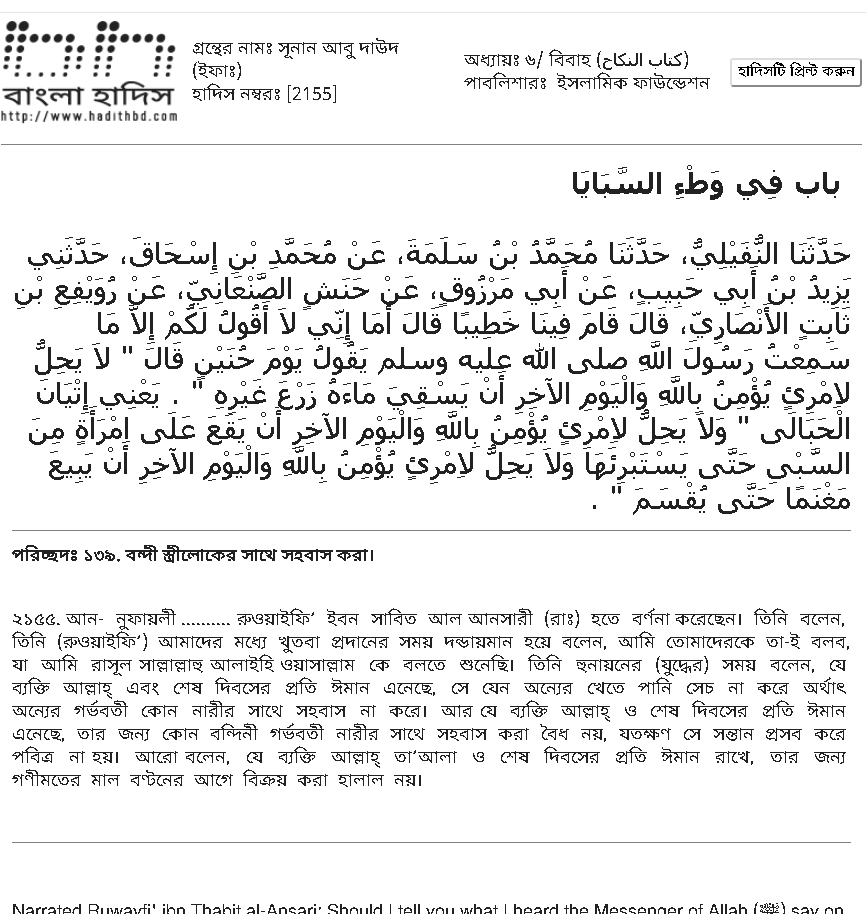 বাংলা হাদিস
http://www.hadithbd.com
গ্রন্থের নামঃ সূনান আবু দাউদ
(ইফাঃ)
হাদিস নম্বরঃ [2155]
অধ্যায়ঃ ৬/ বিবাহ (كتاب النكاح)
পাবলিশারঃ ইসলামিক ফাউন্ডেশন
হাদিসটি প্রিন্ট করুন
باب فِي وَطْءِ السَّبَايَا
حَدَّثَنَا النُّفَيْلِيُّ، حَدَّثَنَا مُحَمَّدُ بْنُ سَلَمَةَ، عَنْ مُحَمَّدِ بْنِ إِسْحَاقَ، حَدَّثَنِي
يَزِيدُ بْنُ أَبِي حَبِيبٍ، عَنْ أَبِي مَرْزُوقٍ، عَنْ حَنَشٍ الصَّنْعَانِيِّ، عَنْ رُوَيْفِعِ بْنِ
ثَابِتٍ الأَنْصَارِيِّ، قَالَ قَامَ فِينَا خَطِيبًا قَالَ أَمَا إِنِّي لاَ أَقُولُ لَكُمْ إِلاَّ مَا
سَمِعْتُ رَسُولَ اللَّهِ صلى الله عليه وسلم يَقُولُ يَوْمَ حُنَيْنٍ قَالَ " لاَ يَحِلُّ
لاِمْرِئٍ يُؤْمِنُ بِاللَّهِ وَالْيَوْمِ الآخِرِ أَنْ يَسْقِيَ مَاءَهُ زَرْعَ غَيْرِهِ " . يَعْنِي إِتْيَانَ
الْحَبَالَى " وَلاَ يَحِلُّ لاِمْرِئٍ يُؤْمِنُ بِاللَّهِ وَالْيَوْمِ الآخِرِ أَنْ يَقَعَ عَلَى امْرَأَةٍ مِنَ
السَّبْىِ حَتَّى يَسْتَبْرِئَهَا وَلاَ يَحِلُّ لاِمْرِئٍ يُؤْمِنُ بِاللَّهِ وَالْيَوْمِ الآخِرِ أَنْ يَبِيعَ
مَغْنَمًا حَتَّى يُقْسَمَ " .
পরিচ্ছদঃ ১৩৯. বন্দী স্ত্রীলোকের সাথে সহবাস করা।
২১৫৫. আন- নুফায়লী .......... রুওয়াইফি’ ইবন সাবিত আল আনসারী (রাঃ) হতে বর্ণনা করেছেন। তিনি বলেন,
তিনি (রুওয়াইফি’) আমাদের মধ্যে খুতবা প্রদানের সময় দন্ডায়মান হয়ে বলেন, আমি তোমাদেরকে তা-ই বলব,
যা আমি রাসূল সাল্লাল্লাহু আলাইহি ওয়াসাল্লাম কে বলতে শুনেছি। তিনি হুনায়নের (যুদ্ধের) সময় বলেন, যে
ব্যক্তি আল্লাহ্ এবং শেষ দিবসের প্রতি ঈমান এনেছে, সে যেন অন্যের খেতে পানি সেচ না করে অর্থাৎ
অন্যের গর্ভবতী কোন নারীর সাথে সহবাস না করে। আর যে ব্যক্তি আল্লাহ্ ও শেষ দিবসের প্রতি ঈমান
এনেছে, তার জন্য কোন বন্দিনী গর্ভবতী নারীর সাথে সহবাস করা বৈধ নয়, যতক্ষণ সে সন্তান প্রসব করে
পবিত্র না হয়। আরো বলেন, যে ব্যক্তি আল্লাহ্ তা’আলা ও শেষ দিবসের প্রতি ঈমান রাখে, তার জন্য
গণীমতের মাল বণ্টনের আগে বিক্রয় করা হালাল নয়।
Narrated Ruwayfi' ibn Thabit al-Ansari: Should I tell you what I heard the Messenger of Allah (ﷺ) say on